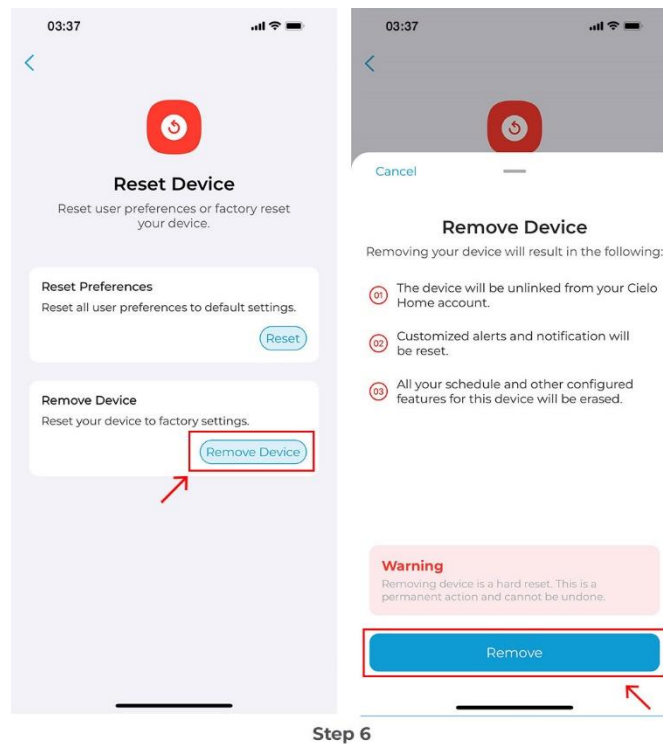 03:37
Reset Device
Reset user preferences or factory reset
your device.
Reset Preferences
Reset all user preferences to default settings.
Reset
Remove Device
Reset your device to factory settings.
Remove Device
03:37
Cancel
Remove Device
Removing your device will result in the following:
01 The device will be unlinked from your Cielo
Home account.
02 Customized alerts and notification will
be reset.
03 All your schedule and other configured
features for this device will be erased.
Warning
Removing device is a hard reset. This is a
permanent action and cannot be undone.
Remove
Step 6